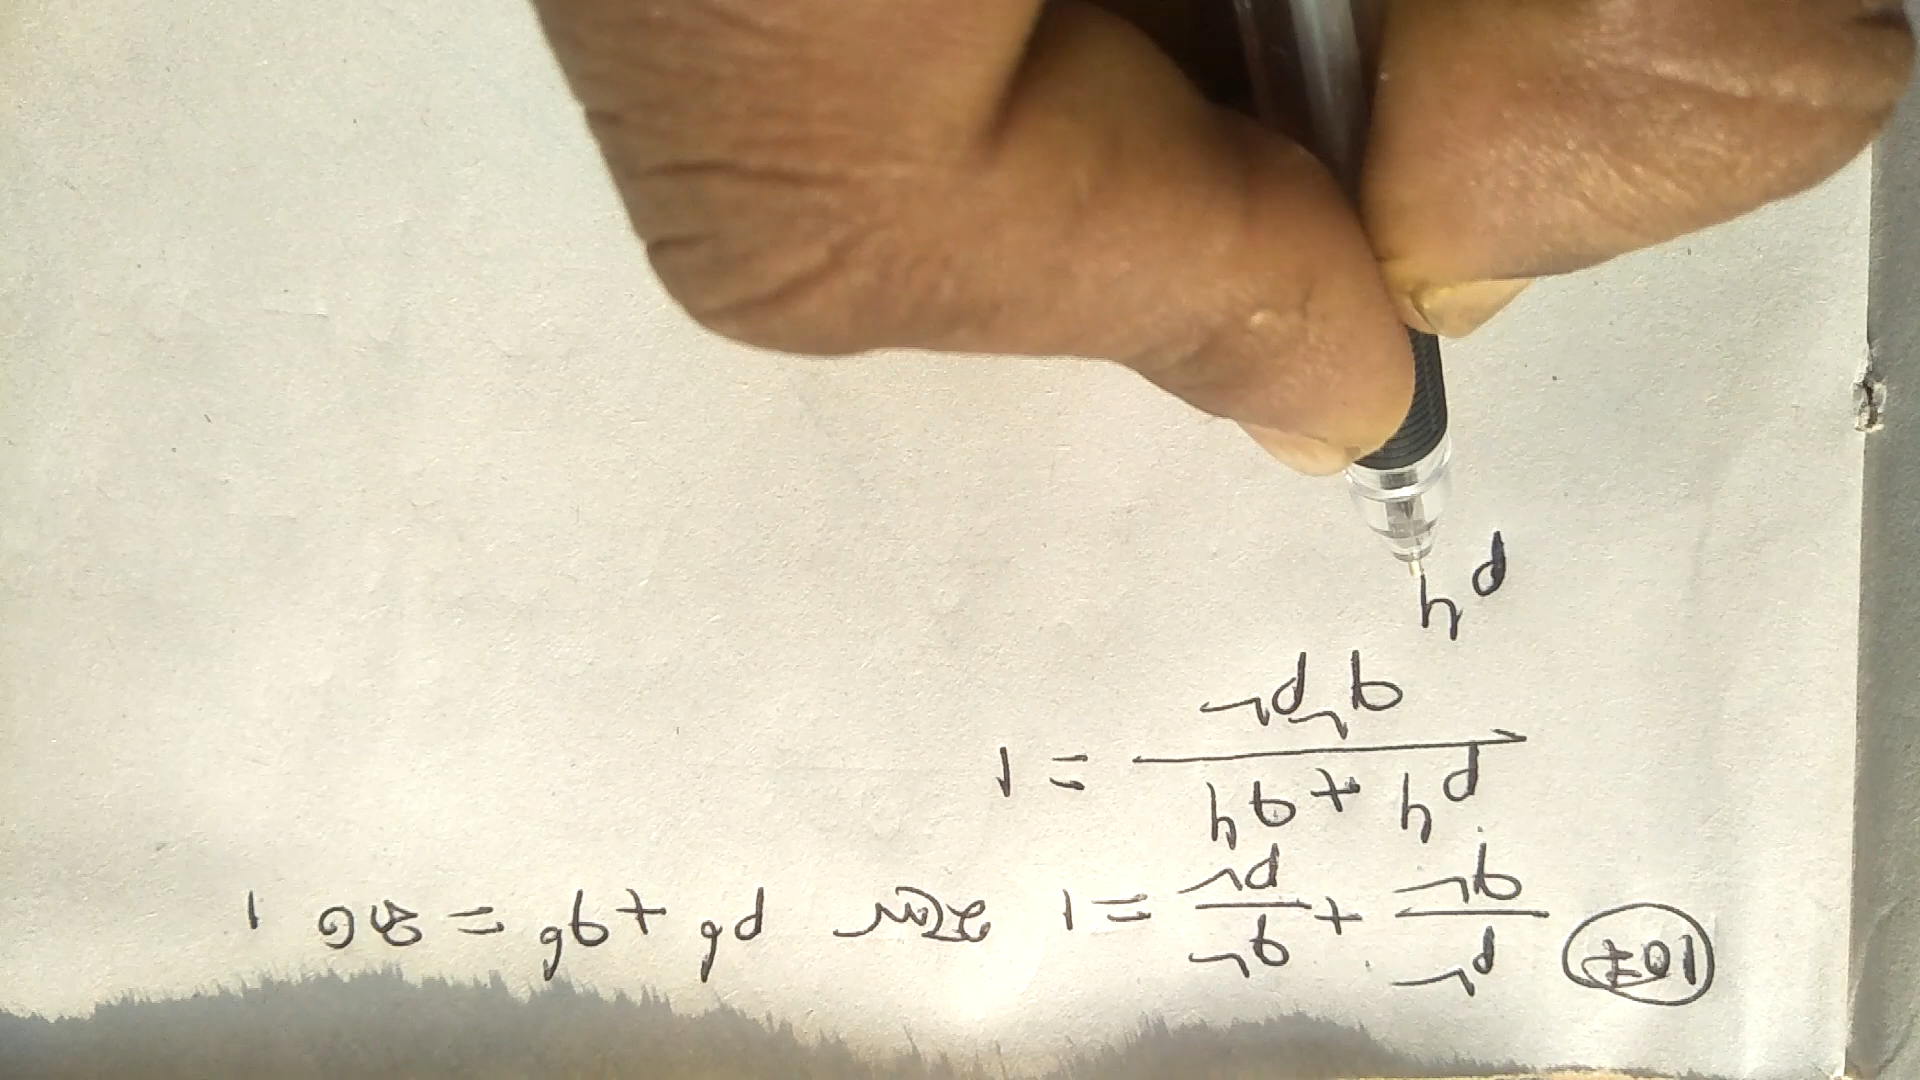 (107) p²/q² + q²/p² = 1 হলে p⁶ + q⁶ = কত ।
(p⁴ + q⁴)/(q²p²) = 1
p⁴